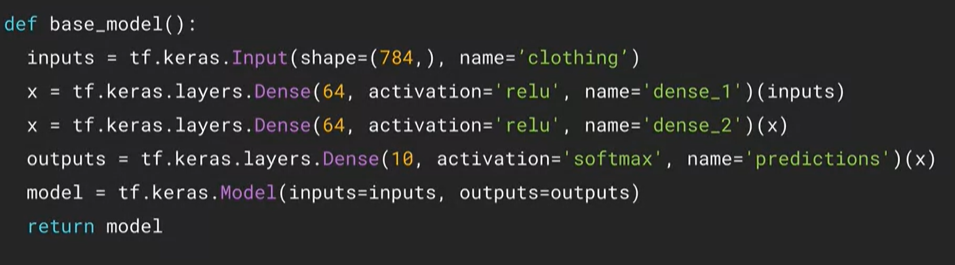 def base_model():
  inputs = tf.keras.Input(shape=(784,), name='clothing')
  x = tf.keras.layers.Dense(64, activation='relu', name='dense_1')(inputs)
  x = tf.keras.layers.Dense(64, activation='relu', name='dense_2')(x)
  outputs = tf.keras.layers.Dense(10, activation='softmax', name='predictions')(x)
  model = tf.keras.Model(inputs=inputs, outputs=outputs)
  return model